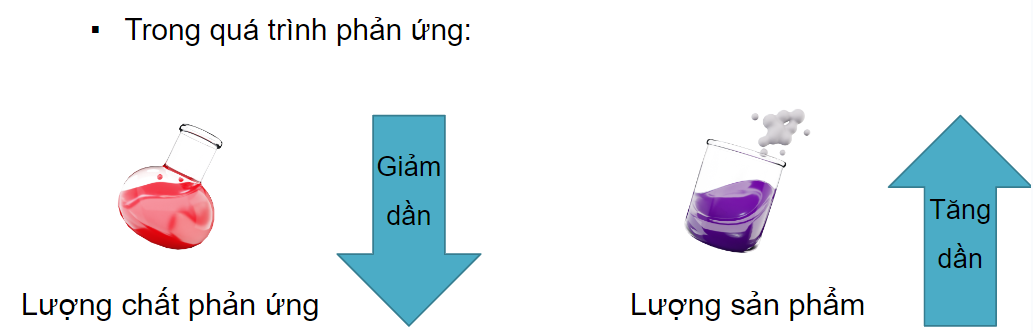 ▪ Trong quá trình phản ứng:
Giảm
dần
Lượng chất phản ứng
Tăng
dần
Lượng sản phẩm